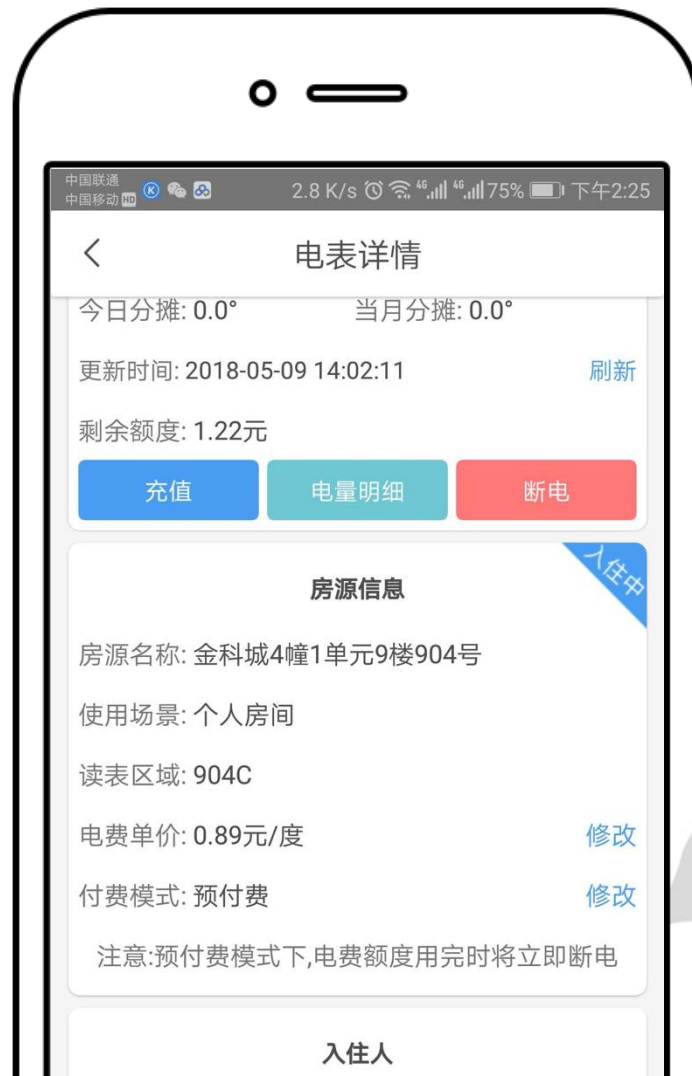 中国联通
中国移动 HD 2.8 K/s 4G 4G 75% 下午2:25
电表详情
今日分摊: 0.0° 当月分摊: 0.0°
更新时间: 2018-05-09 14:02:11 刷新
剩余额度: 1.22元
充值 电量明细 断电
入住中
房源信息
房源名称: 金科城4幢1单元9楼904号
使用场景: 个人房间
读表区域: 904C
电费单价: 0.89元/度 修改
付费模式: 预付费 修改
注意:预付费模式下,电费额度用完时将立即断电
入住人